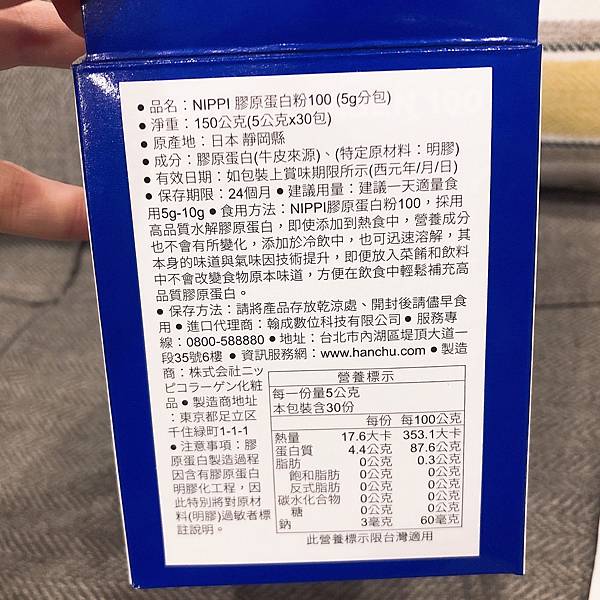 ● 品名：NIPPI 膠原蛋白粉100 (5g分包)
● 淨重：150公克(5公克x30包)
● 原產地：日本 靜岡縣
● 成分：膠原蛋白(牛皮來源)、(特定原材料：明膠)
● 有效日期：如包裝上賞味期限所示(西元年/月/日)
● 保存期限：24個月 ● 建議用量：建議一天適量食
用5g-10g ● 食用方法：NIPPI膠原蛋白粉100，採用
高品質水解膠原蛋白，即使添加到熱食中，營養成分
也不會有所變化，添加於冷飲中，也可迅速溶解，其
本身的味道與氣味因技術提升，即便放入菜餚和飲料
中不會改變食物原本味道，方便在飲食中輕鬆補充高
品質膠原蛋白。
● 保存方法：請將產品存放乾涼處、開封後請儘早食
用 ● 進口代理商：翰成數位科技有限公司 ● 服務專
線：0800-588880 ● 地址：台北市內湖區堤頂大道一
段35號6樓 ● 資訊服務網：www.hanchu.com ● 製造
商：株式会社ニッ
ピコラーゲン化粧
品 ● 製造商地址
：東京都足立区
千住緑町1-1-1
● 注意事項：膠
原蛋白製造過程
因含有膠原蛋白
明膠化工程，因
此特別將對原材
料(明膠)過敏者標
註說明。
營養標示
每一份量5公克
本包裝含30份
每份 每100公克
熱量 17.6大卡 353.1大卡
蛋白質 4.4公克 87.6公克
脂肪 0公克 0.3公克
飽和脂肪 0公克 0公克
反式脂肪 0公克 0公克
碳水化合物 0公克 0公克
糖 0公克 0公克
鈉 3毫克 60毫克
此營養標示限台灣適用